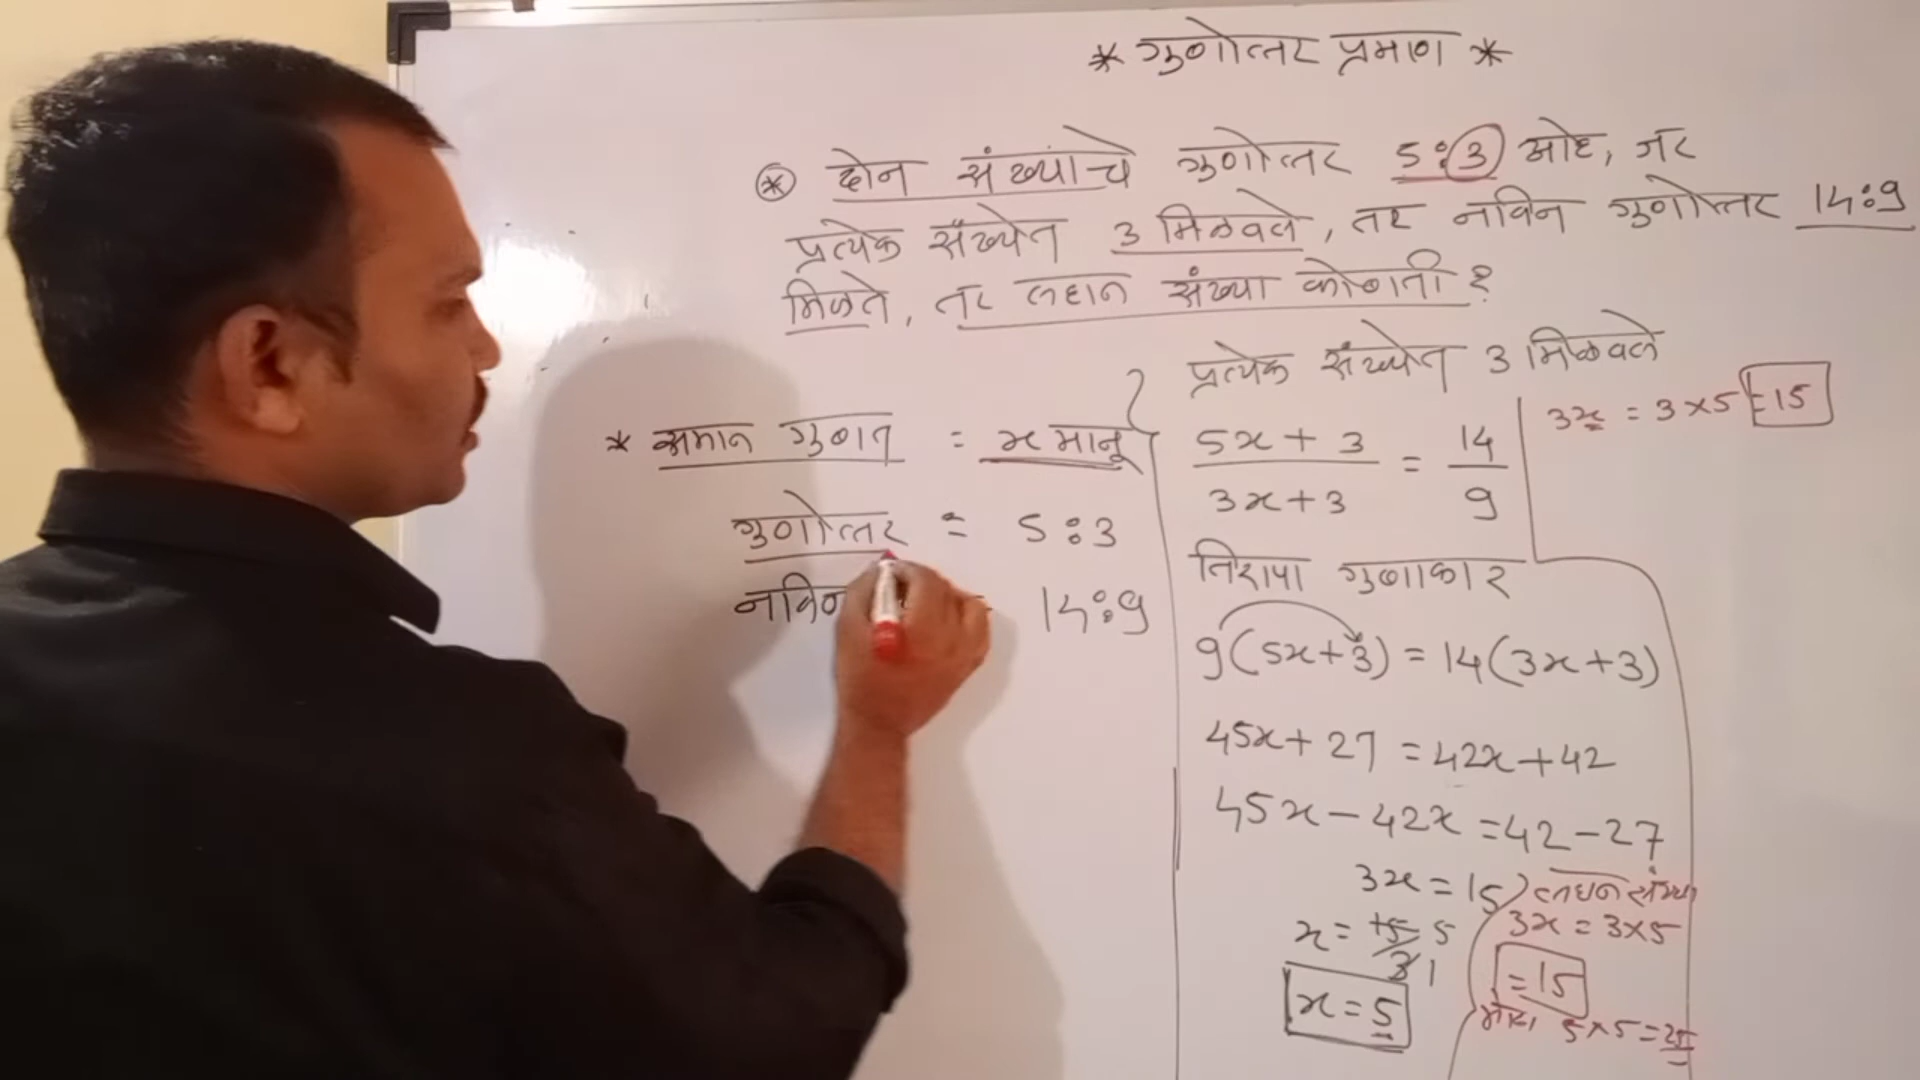 * गुणोत्तर प्रमाण *
* दोन संख्यांचे गुणोत्तर 5:3 आहे, जर
प्रत्येक संख्येत 3 मिळवले, तर नविन गुणोत्तर 14:9
मिळते, तर लहान संख्या कोणती?
* समान गुणात = x मानू
गुणोत्तर = 5:3
नविन = 14:9
प्रत्येक संख्येत 3 मिळवले
5x+3 / 3x+3 = 14 / 9
तिरापा गुणाकार
9(5x+3) = 14(3x+3)
45x+27 = 42x+42
45x-42x = 42-27
3x = 15
x = 15 5 / 3 1
x = 5
3x = 3×5 = 15
लहान संख्या
3x = 3×5
= 15
5×5 = 25